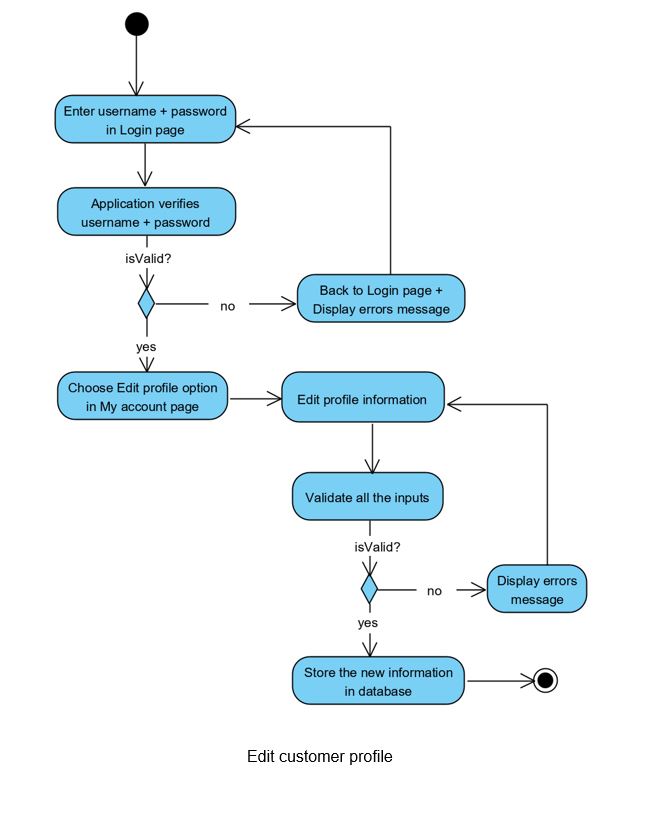 Enter username + password
in Login page
Application verifies
username + password
isValid?
no
Back to Login page +
Display errors message
yes
Choose Edit profile option
in My account page
Edit profile information
Validate all the inputs
isValid?
no
Display errors
message
yes
Store the new information
in database
Edit customer profile